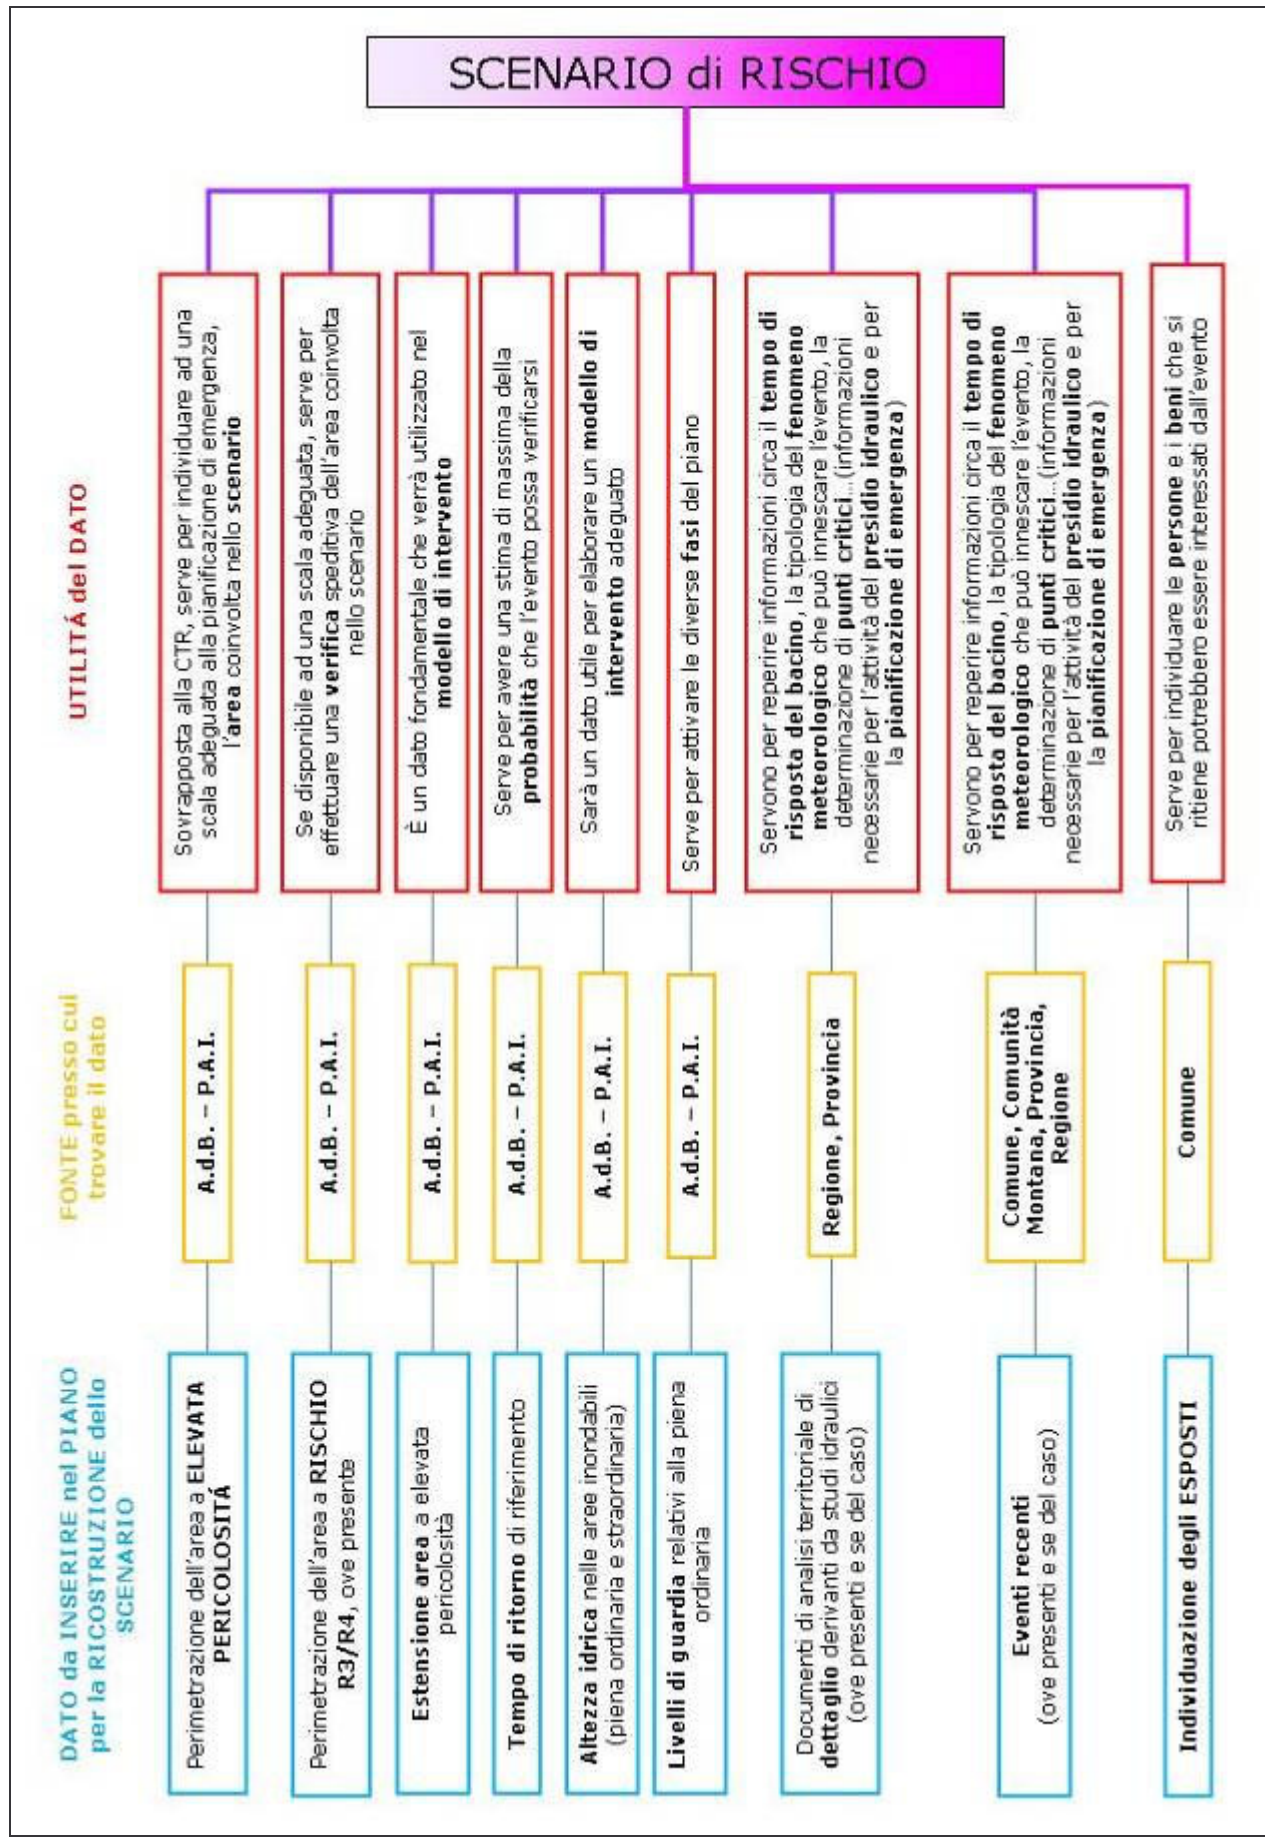 SCENARIO di RISCHIO
DATO da INSERIRE nel PIANO
per la RICOSTRUZIONE dello
SCENARIO
FONTE presso cui
trovare il dato
UTILITÁ del DATO
Perimetrazione dell'area a ELEVATA
PERICOLOSITÁ
A.d.B. – P.A.I.
Sovrapposta alla CTR, serve per individuare ad una
scala adeguata alla pianificazione di emergenza,
l'area coinvolta nello scenario
Perimetrazione dell'area a RISCHIO
R3/R4, ove presente
A.d.B. – P.A.I.
Se disponibile ad una scala adeguata, serve per
effettuare una verifica speditiva dell'area coinvolta
nello scenario
Estensione area a elevata
pericolosità
A.d.B. – P.A.I.
È un dato fondamentale che verrà utilizzato nel
modello di intervento
Tempo di ritorno di riferimento
A.d.B. – P.A.I.
Serve per avere una stima di massima della
probabilità che l'evento possa verificarsi
Altezza idrica nelle aree inondabili
(piena ordinaria e straordinaria)
A.d.B. – P.A.I.
Sarà un dato utile per elaborare un modello di
intervento adeguato
Livelli di guardia relativi alla piena
ordinaria
A.d.B. – P.A.I.
Serve per attivare le diverse fasi del piano
Documenti di analisi territoriale di
dettaglio derivanti da studi idraulici
(ove presenti e se del caso)
Regione, Provincia
Servono per reperire informazioni circa il tempo di
risposta del bacino, la tipologia del fenomeno
meteorologico che può innescare l'evento, la
determinazione di punti critici...(informazioni
necessarie per l'attività del presidio idraulico e per
la pianificazione di emergenza)
Eventi recenti
(ove presenti e se del caso)
Comune, Comunità
Montana, Provincia,
Regione
Servono per reperire informazioni circa il tempo di
risposta del bacino, la tipologia del fenomeno
meteorologico che può innescare l'evento, la
determinazione di punti critici...(informazioni
necessarie per l'attività del presidio idraulico e per
la pianificazione di emergenza)
Individuazione degli ESPOSTI
Comune
Serve per individuare le persone e i beni che si
ritiene potrebbero essere interessati dall'evento